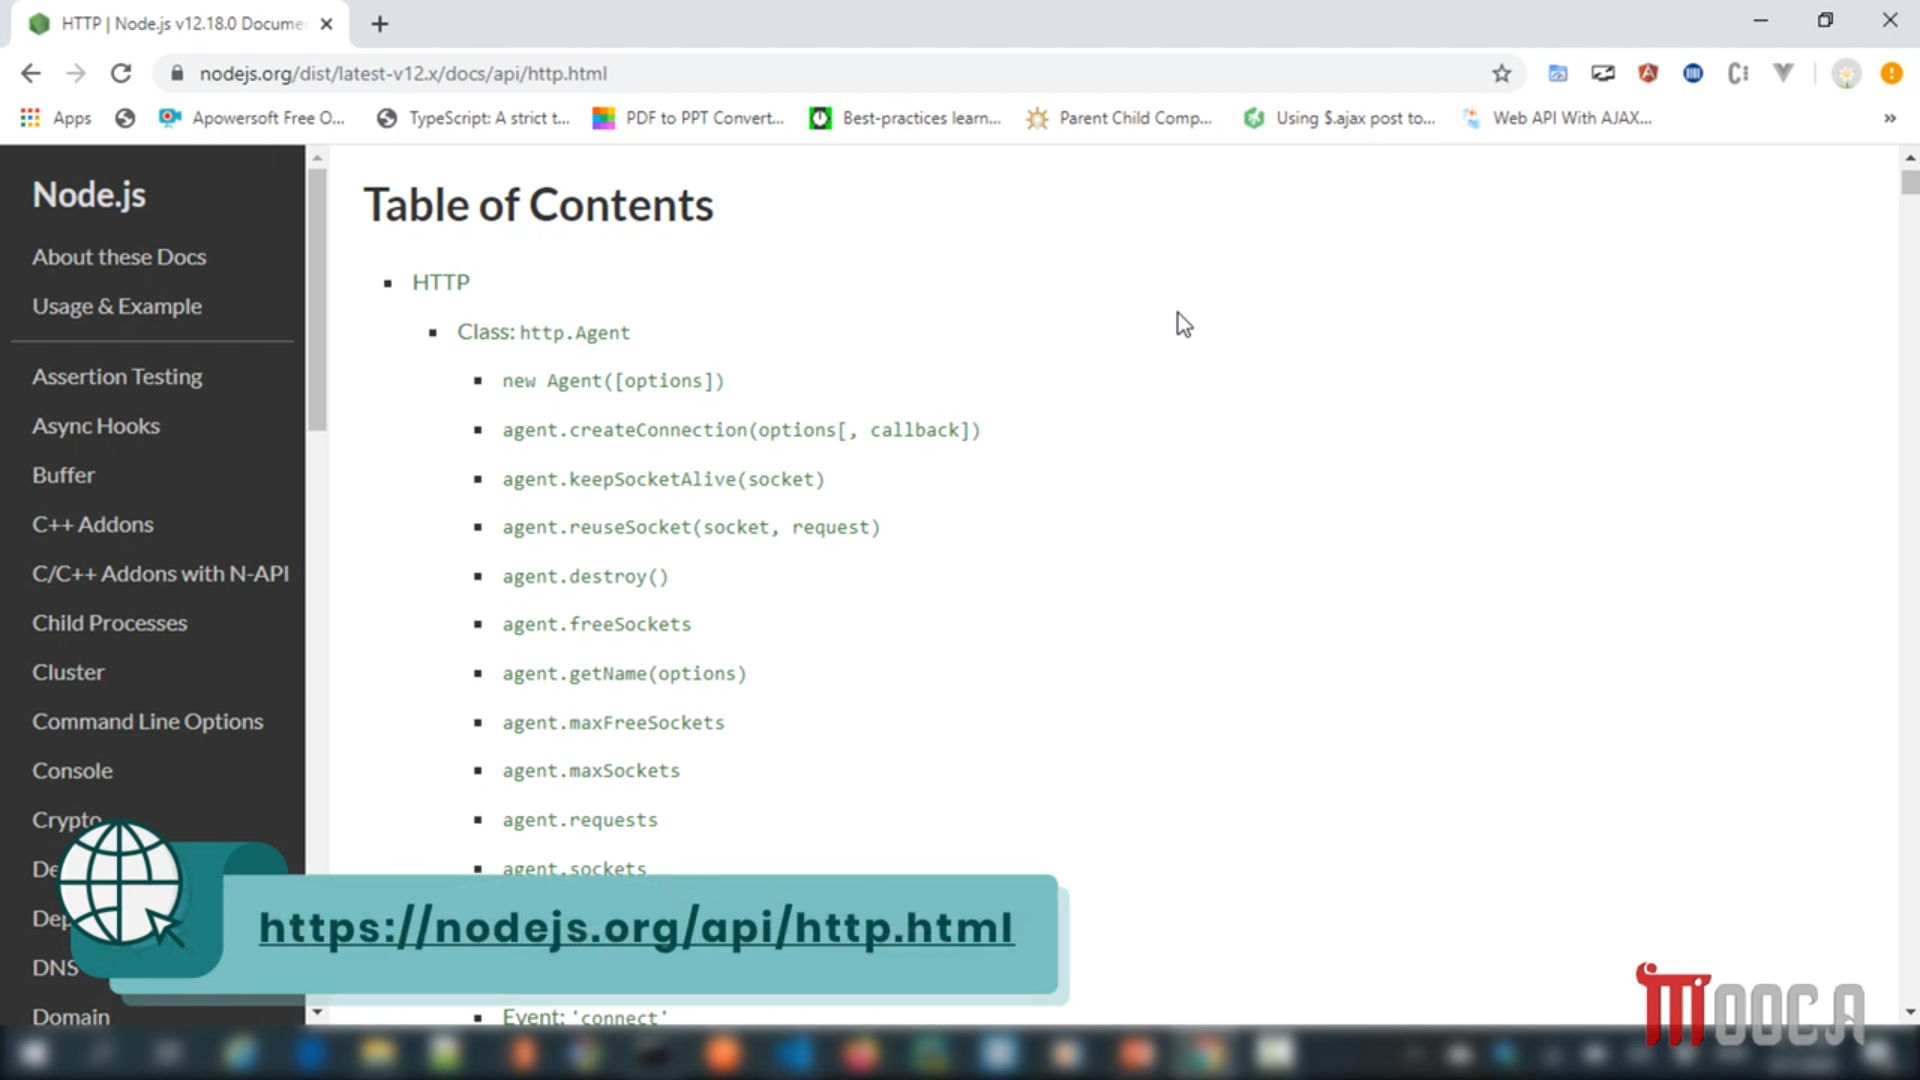 HTTP | Node.js v12.18.0 Docume
nodejs.org/dist/latest-v12.x/docs/api/http.html
Apps
Apowersoft Free O...
TypeScript: A strict t...
PDF to PPT Convert...
Best-practices learn...
Parent Child Comp...
Using $.ajax post to...
Web API With AJAX...
»
Node.js
About these Docs
Usage & Example
Assertion Testing
Async Hooks
Buffer
C++ Addons
C/C++ Addons with N-API
Child Processes
Cluster
Command Line Options
Console
Crypto
De
Dep
DNS
Domain
Table of Contents
HTTP
Class: http.Agent
new Agent([options])
agent.createConnection(options[, callback])
agent.keepSocketAlive(socket)
agent.reuseSocket(socket, request)
agent.destroy()
agent.freeSockets
agent.getName(options)
agent.maxFreeSockets
agent.maxSockets
agent.requests
agent.sockets
Event: 'connect'
https://nodejs.org/api/http.html
MOOCA